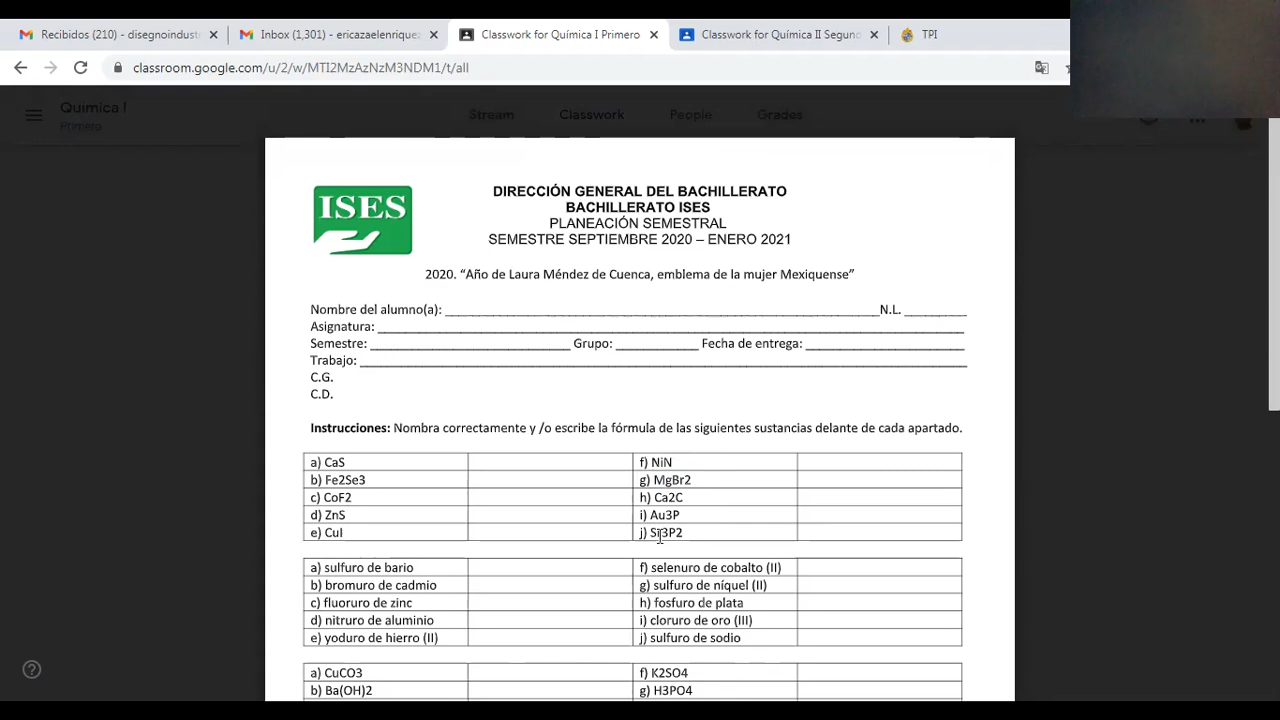 Recibidos (210) - disegnoindust
Inbox (1,301) - ericazaelenriquez
Classwork for Química I Primero
Classwork for Química II Segund
TPI
classroom.google.com/u/2/w/MTI2MzAzNzM3NDM1/t/all
Quimica I
Primero
Stream
Classwork
People
Grades
ISES
DIRECCIÓN GENERAL DEL BACHILLERATO
BACHILLERATO ISES
PLANEACIÓN SEMESTRAL
SEMESTRE SEPTIEMBRE 2020 – ENERO 2021
2020. “Año de Laura Méndez de Cuenca, emblema de la mujer Mexiquense”
Nombre del alumno(a): N.L.
Asignatura:
Semestre: Grupo: Fecha de entrega:
Trabajo:
C.G.
C.D.
Instrucciones: Nombra correctamente y /o escribe la fórmula de las siguientes sustancias delante de cada apartado.
a) CaS f) NiN
b) Fe2Se3 g) MgBr2
c) CoF2 h) Ca2C
d) ZnS i) Au3P
e) CuI j) Sr3P2
a) sulfuro de bario f) selenuro de cobalto (II)
b) bromuro de cadmio g) sulfuro de níquel (II)
c) fluoruro de zinc h) fosfuro de plata
d) nitruro de aluminio i) cloruro de oro (III)
e) yoduro de hierro (II) j) sulfuro de sodio
a) CuCO3 f) K2SO4
b) Ba(OH)2 g) H3PO4